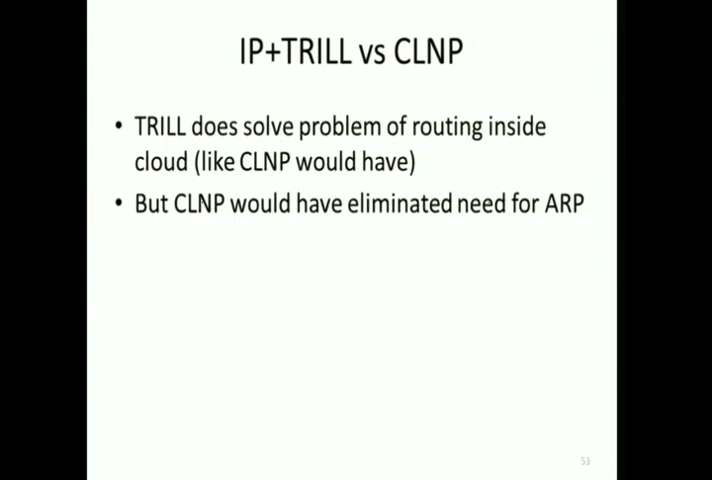 IP+TRILL vs CLNP
• TRILL does solve problem of routing inside
cloud (like CLNP would have)
• But CLNP would have eliminated need for ARP
53